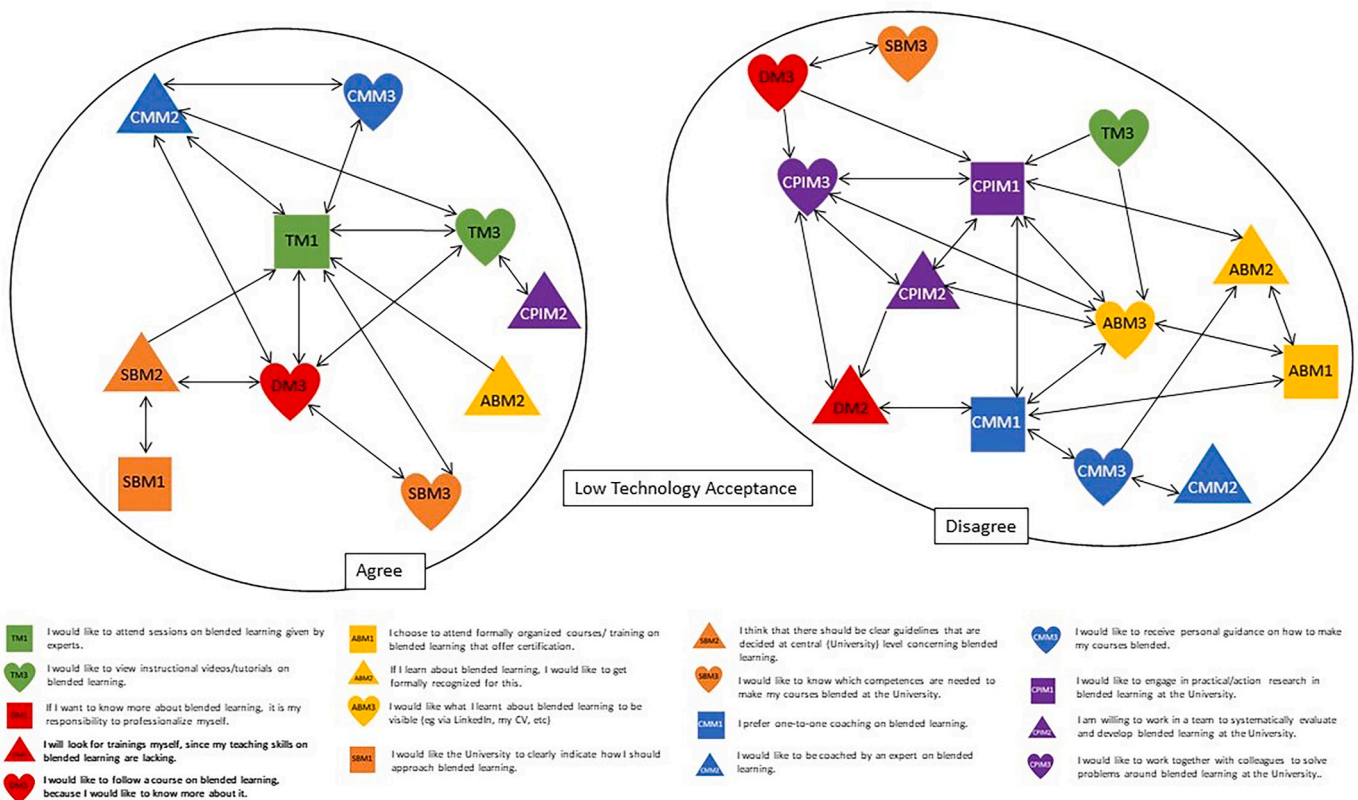 SBM3
DM3
CMM2
CMM3
TM3
CPIM3
CPIM1
TM1
TM3
ABM2
CPIM2
CPIM2
ABM3
SBM2
DM3
ABM2
ABM1
DM2
CMM1
SBM1
SBM3
CMM3
CMM2
Low Technology Acceptance
Disagree
Agree
TM1
I would like to attend sessions on blended learning given by
experts.
TM3
I would like to view instructional videos/tutorials on
blended learning.
If I want to know more about blended learning, it is my
responsibility to professionalize myself.
I will look for trainings myself, since my teaching skills on
blended learning are lacking.
I would like to follow a course on blended learning,
because I would like to know more about it.
ABM1
I choose to attend formally organized courses/ training on
blended learning that offer certification.
ABM2
If I learn about blended learning, I would like to get
formally recognized for this.
ABM3
I would like what I learnt about blended learning to be
visible (eg via LinkedIn, my CV, etc)
SBM1
I would like the University to clearly indicate how I should
approach blended learning.
SBM2
I think that there should be clear guidelines that are
decided at central (University) level concerning blended
learning.
SBM3
I would like to know which competences are needed to
make my courses blended at the University.
CMM1
I prefer one-to-one coaching on blended learning.
CMM2
I would like to be coached by an expert on blended
learning.
CMM3
I would like to receive personal guidance on how to make
my courses blended.
CPIM1
I would like to engage in practical/action research in
blended learning at the University.
CPIM2
I am willing to work in a team to systematically evaluate
and develop blended learning at the University.
CPIM3
I would like to work together with colleagues to solve
problems around blended learning at the University..